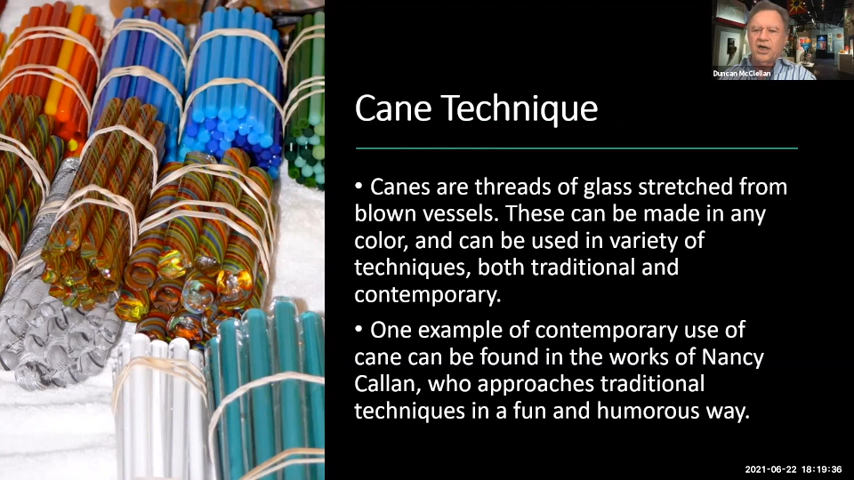 Duncan McClellan
Cane Technique
• Canes are threads of glass stretched from
blown vessels. These can be made in any
color, and can be used in variety of
techniques, both traditional and
contemporary.
• One example of contemporary use of
cane can be found in the works of Nancy
Callan, who approaches traditional
techniques in a fun and humorous way.
2021-06-22 18:19:36